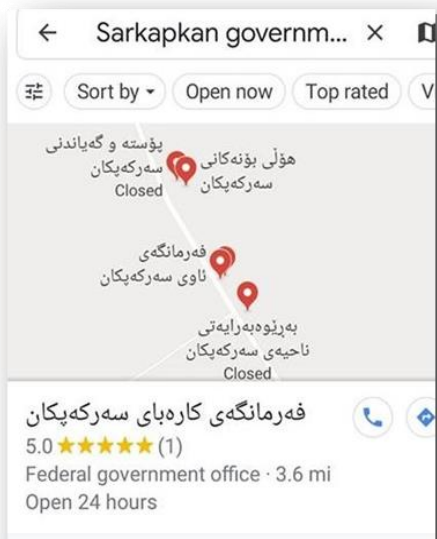 Sarkapkan governm...
Sort by
Open now
Top rated
V
پۆستە و گەیاندنی
سەرکەپکان
Closed
هۆڵی بۆنەکانی
سەرکەپکان
فەرمانگەی
ئاوی سەرکەپکان
بەڕێوەبەرایەتی
ناحیەی سەرکەپکان
Closed
فەرمانگەی کارەبای سەرکەپکان
5.0 ★★★★★ (1)
Federal government office · 3.6 mi
Open 24 hours